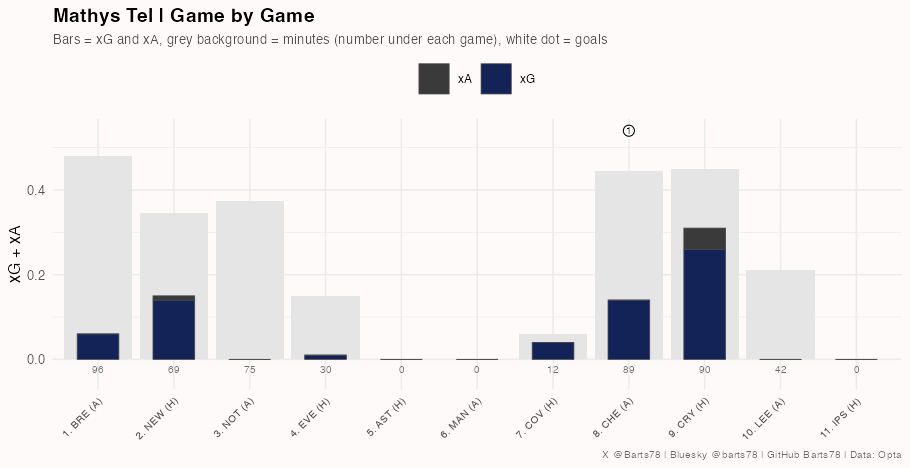 Mathys Tel | Game by Game
Bars = xG and xA, grey background = minutes (number under each game), white dot = goals
xA xG
1
xG + xA
0.4
0.2
0.0
96 69 75 30 0 0 12 89 90 42 0
1. BRE (A) 2. NEW (H) 3. NOT (A) 4. EVE (H) 5. AST (H) 6. MAN (A) 7. COV (H) 8. CHE (A) 9. CRY (H) 10. LEE (A) 11. IPS (H)
X @Barts78 | Bluesky @barts78 | GitHub Barts78 | Data: Opta